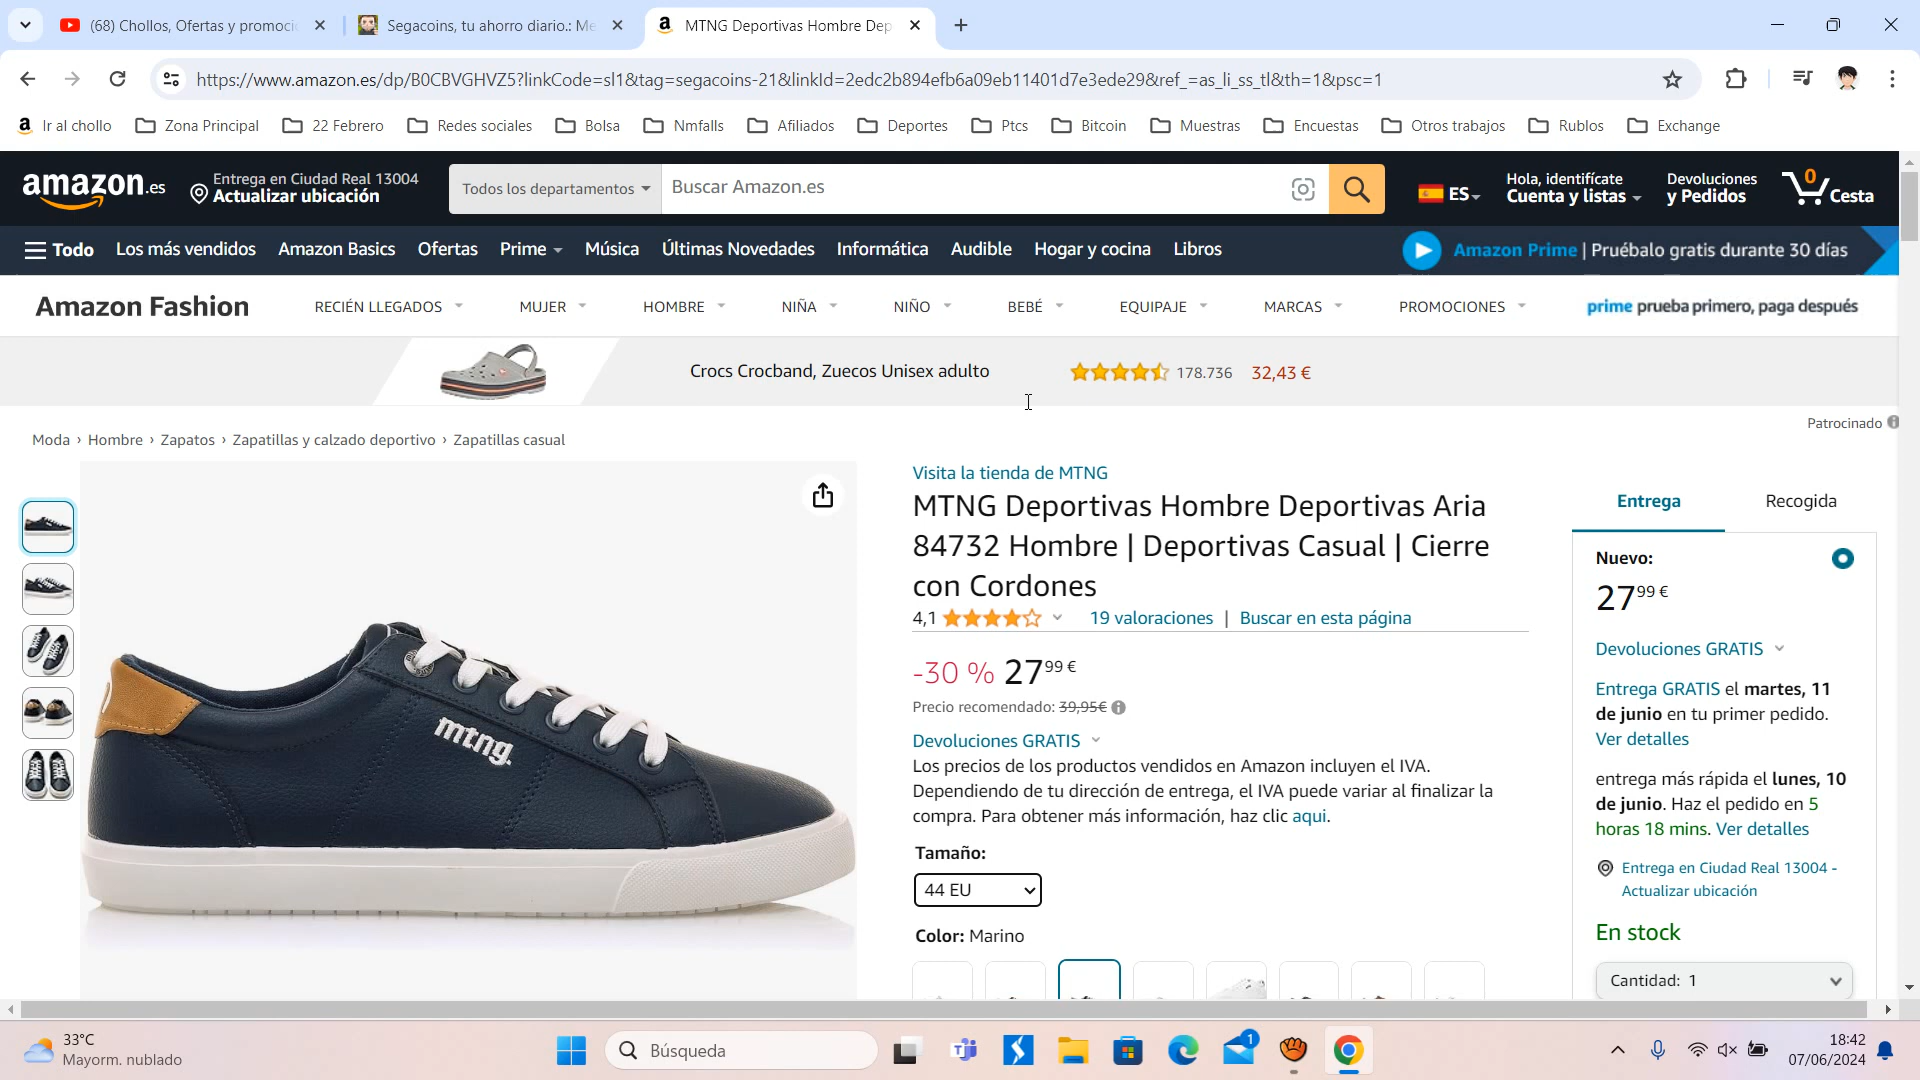 (68) Chollos, Ofertas y promoci
Segacoins, tu ahorro diario.: Me
MTNG Deportivas Hombre Dep
https://www.amazon.es/dp/B0CBVGHVZ5?linkCode=sl1&tag=segacoins-21&linkId=2edc2b894efb6a09eb11401d7e3ede29&ref_=as_li_ss_tl&th=1&psc=1
Ir al chollo
Zona Principal
22 Febrero
Redes sociales
Bolsa
Nmfalls
Afiliados
Deportes
Ptcs
Bitcoin
Muestras
Encuestas
Otros trabajos
Rublos
Exchange
amazon.es
Entrega en Ciudad Real 13004
Actualizar ubicación
Todos los departamentos
Buscar Amazon.es
ES
Hola, identifícate
Cuenta y listas
Devoluciones
y Pedidos
0
Cesta
Todo
Los más vendidos
Amazon Basics
Ofertas
Prime
Música
Últimas Novedades
Informática
Audible
Hogar y cocina
Libros
Amazon Prime | Pruébalo gratis durante 30 días
Amazon Fashion
RECIÉN LLEGADOS
MUJER
HOMBRE
NIÑA
NIÑO
BEBÉ
EQUIPAJE
MARCAS
PROMOCIONES
prime prueba primero, paga después
Crocs Crocband, Zuecos Unisex adulto
178.736
32,43 €
Patrocinado
Moda › Hombre › Zapatos › Zapatillas y calzado deportivo › Zapatillas casual
mtng.
Visita la tienda de MTNG
MTNG Deportivas Hombre Deportivas Aria
84732 Hombre | Deportivas Casual | Cierre
con Cordones
4,1
19 valoraciones | Buscar en esta página
-30 % 27,99 €
Precio recomendado: 39,95€
Devoluciones GRATIS
Los precios de los productos vendidos en Amazon incluyen el IVA.
Dependiendo de tu dirección de entrega, el IVA puede variar al finalizar la
compra. Para obtener más información, haz clic aqui.
Tamaño:
44 EU
Color: Marino
Entrega
Recogida
Nuevo:
27,99 €
Devoluciones GRATIS
Entrega GRATIS el martes, 11
de junio en tu primer pedido.
Ver detalles
entrega más rápida el lunes, 10
de junio. Haz el pedido en 5
horas 18 mins. Ver detalles
Entrega en Ciudad Real 13004 -
Actualizar ubicación
En stock
Cantidad: 1
33°C
Mayorm. nublado
Búsqueda
1
18:42
07/06/2024